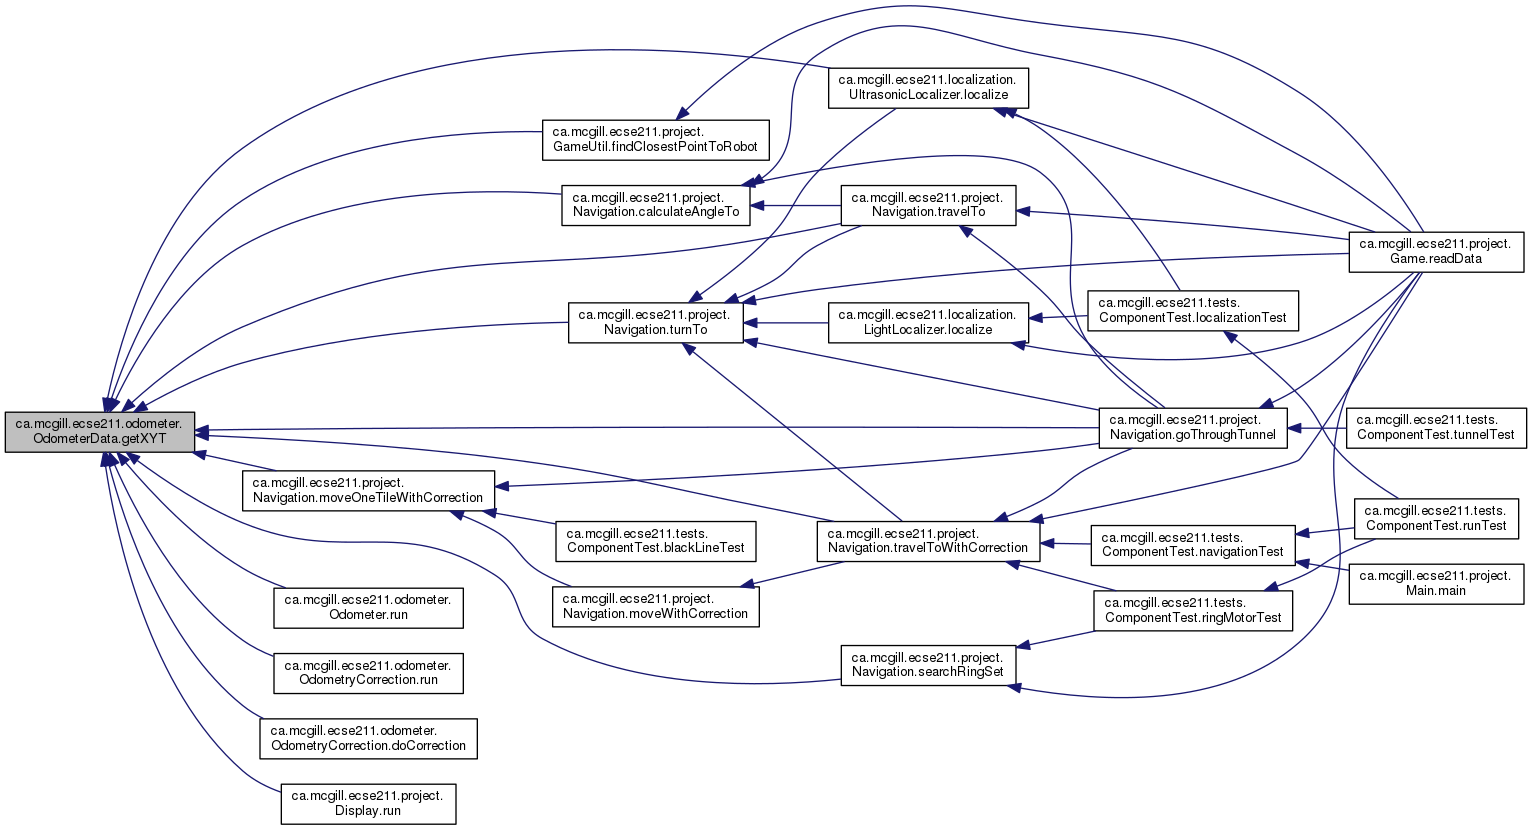 ca.mcgill.ecse211.localization.
UltrasonicLocalizer.localize
ca.mcgill.ecse211.project.
GameUtil.findClosestPointToRobot
ca.mcgill.ecse211.project.
Navigation.calculateAngleTo
ca.mcgill.ecse211.project.
Navigation.travelTo
ca.mcgill.ecse211.project.
Game.readData
ca.mcgill.ecse211.tests.
ComponentTest.localizationTest
ca.mcgill.ecse211.project.
Navigation.turnTo
ca.mcgill.ecse211.localization.
LightLocalizer.localize
ca.mcgill.ecse211.odometer.
OdometerData.getXYT
ca.mcgill.ecse211.project.
Navigation.goThroughTunnel
ca.mcgill.ecse211.tests.
ComponentTest.tunnelTest
ca.mcgill.ecse211.project.
Navigation.moveOneTileWithCorrection
ca.mcgill.ecse211.tests.
ComponentTest.runTest
ca.mcgill.ecse211.tests.
ComponentTest.blackLineTest
ca.mcgill.ecse211.project.
Navigation.travelToWithCorrection
ca.mcgill.ecse211.tests.
ComponentTest.navigationTest
ca.mcgill.ecse211.project.
Main.main
ca.mcgill.ecse211.odometer.
Odometer.run
ca.mcgill.ecse211.project.
Navigation.moveWithCorrection
ca.mcgill.ecse211.tests.
ComponentTest.ringMotorTest
ca.mcgill.ecse211.odometer.
OdometryCorrection.run
ca.mcgill.ecse211.project.
Navigation.searchRingSet
ca.mcgill.ecse211.odometer.
OdometryCorrection.doCorrection
ca.mcgill.ecse211.project.
Display.run